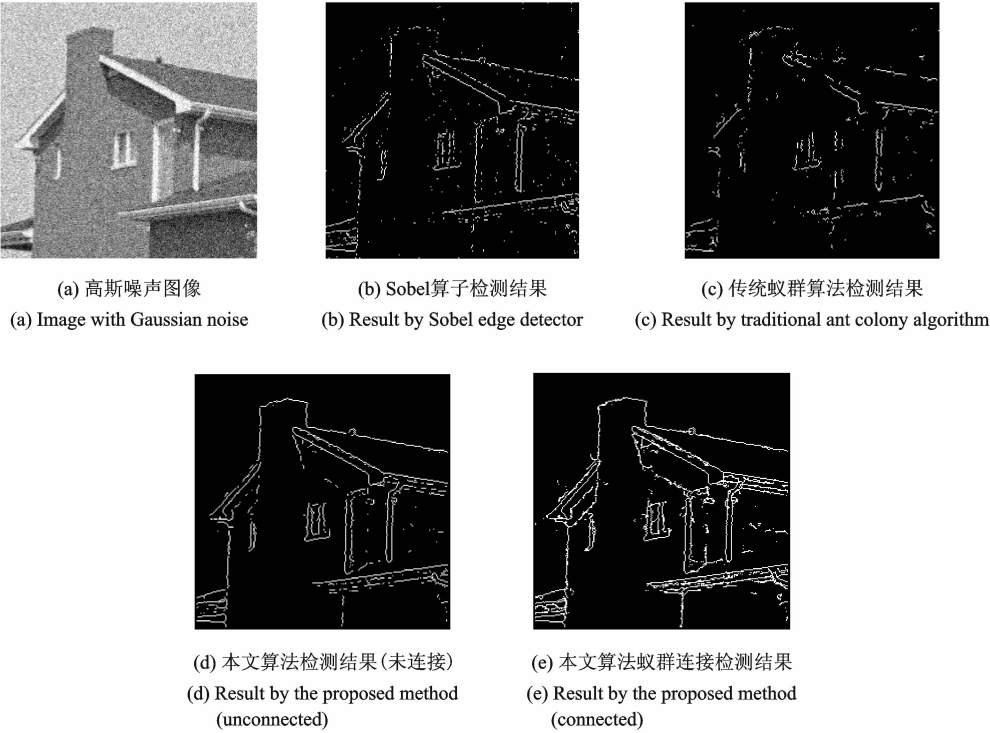 (a) 高斯噪声图像
(a) Image with Gaussian noise
(b) Sobel算子检测结果
(b) Result by Sobel edge detector
(c) 传统蚁群算法检测结果
(c) Result by traditional ant colony algorithm
(d) 本文算法检测结果(未连接)
(d) Result by the proposed method
(unconnected)
(e) 本文算法蚁群连接检测结果
(e) Result by the proposed method
(connected)